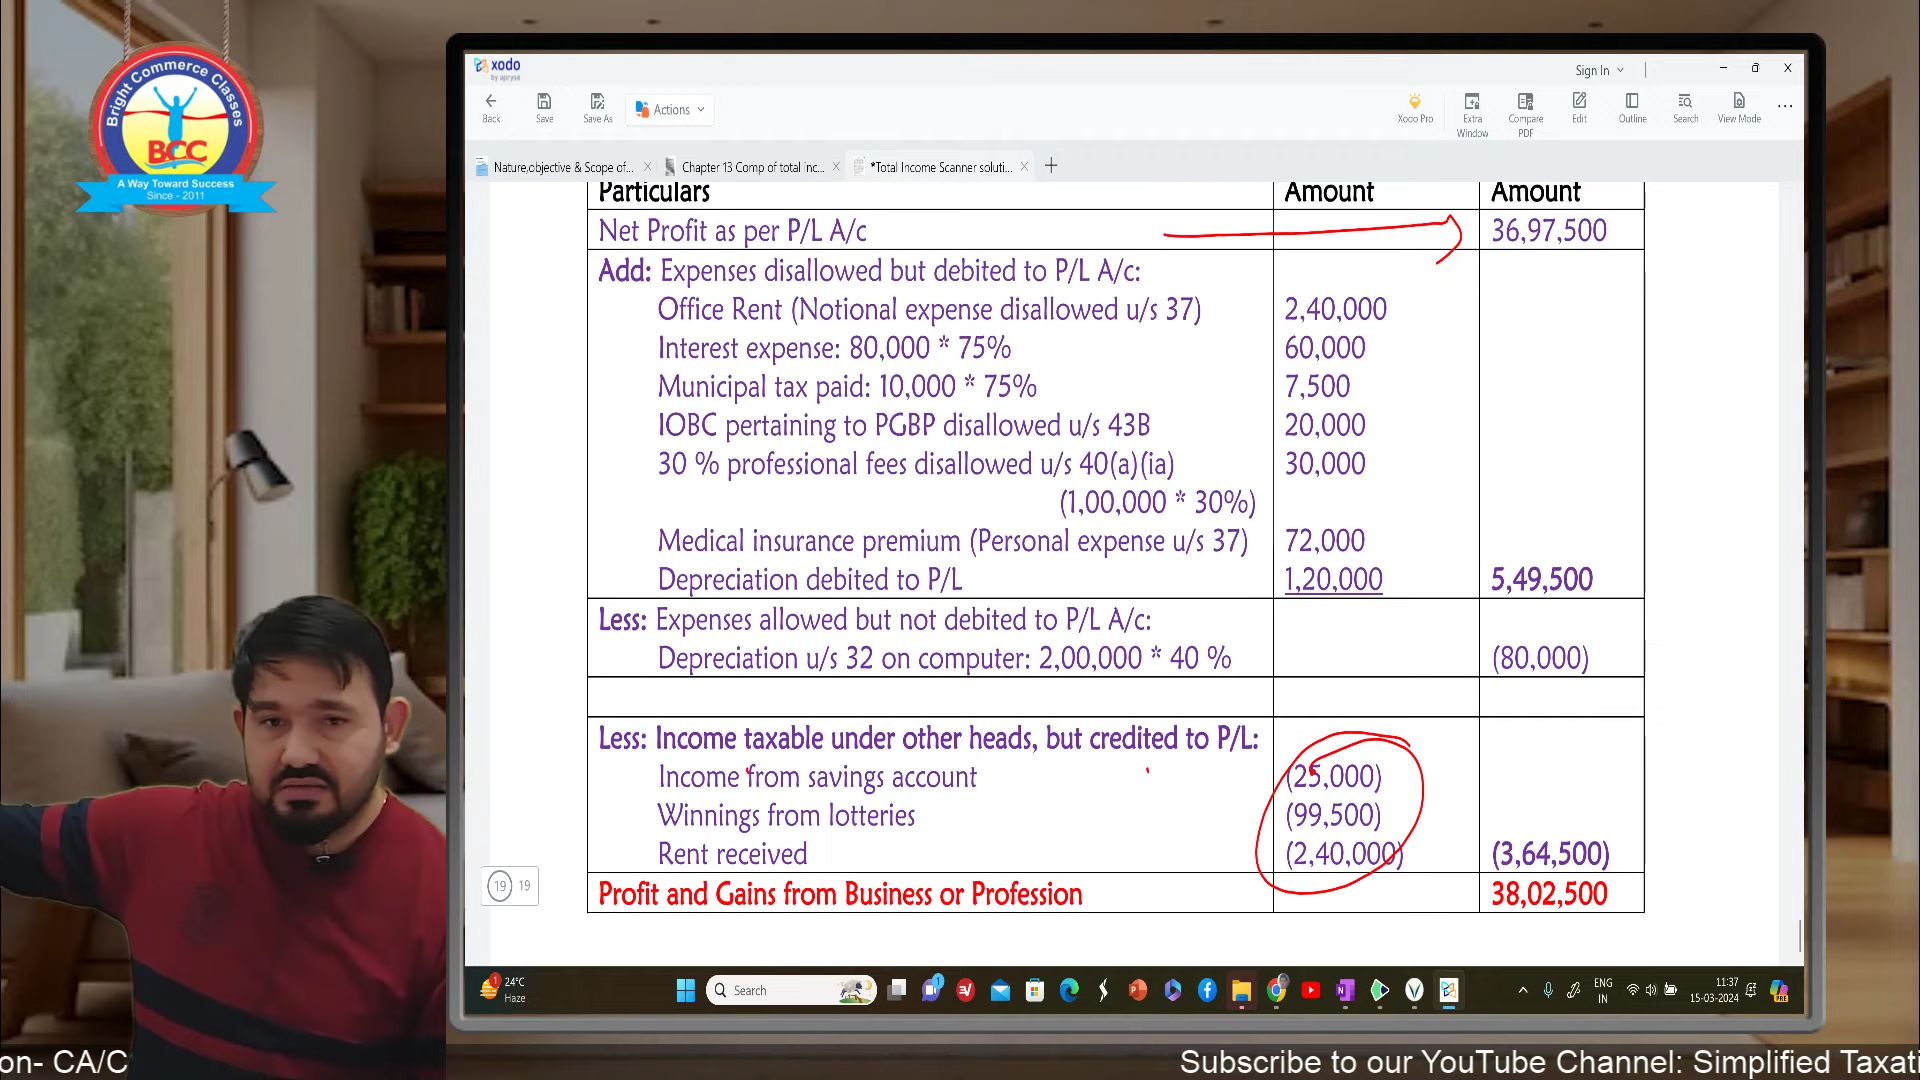 Bright Commerce Classes
BCC
A Way Toward Success
Since - 2011
xodo
by apryse
Sign In
Back
Save
Save As
Actions
Xodo Pro
Extra Window
Compare PDF
Edit
Outline
Search
View Mode
Nature,objective & Scope of...
Chapter 13 Comp of total inc...
*Total Income Scanner soluti...
Particulars Amount Amount
Net Profit as per P/L A/c 36,97,500
Add: Expenses disallowed but debited to P/L A/c:
Office Rent (Notional expense disallowed u/s 37) 2,40,000
Interest expense: 80,000 * 75% 60,000
Municipal tax paid: 10,000 * 75% 7,500
IOBC pertaining to PGBP disallowed u/s 43B 20,000
30 % professional fees disallowed u/s 40(a)(ia) 30,000
(1,00,000 * 30%)
Medical insurance premium (Personal expense u/s 37) 72,000
Depreciation debited to P/L 1,20,000 5,49,500
Less: Expenses allowed but not debited to P/L A/c:
Depreciation u/s 32 on computer: 2,00,000 * 40 % (80,000)
Less: Income taxable under other heads, but credited to P/L:
Income from savings account (25,000)
Winnings from lotteries (99,500)
Rent received (2,40,000) (3,64,500)
Profit and Gains from Business or Profession 38,02,500
19 19
24°C
Haze
Search
ENG
IN
11:37
15-03-2024
on- CA/C
Subscribe to our YouTube Channel: Simplified Taxati